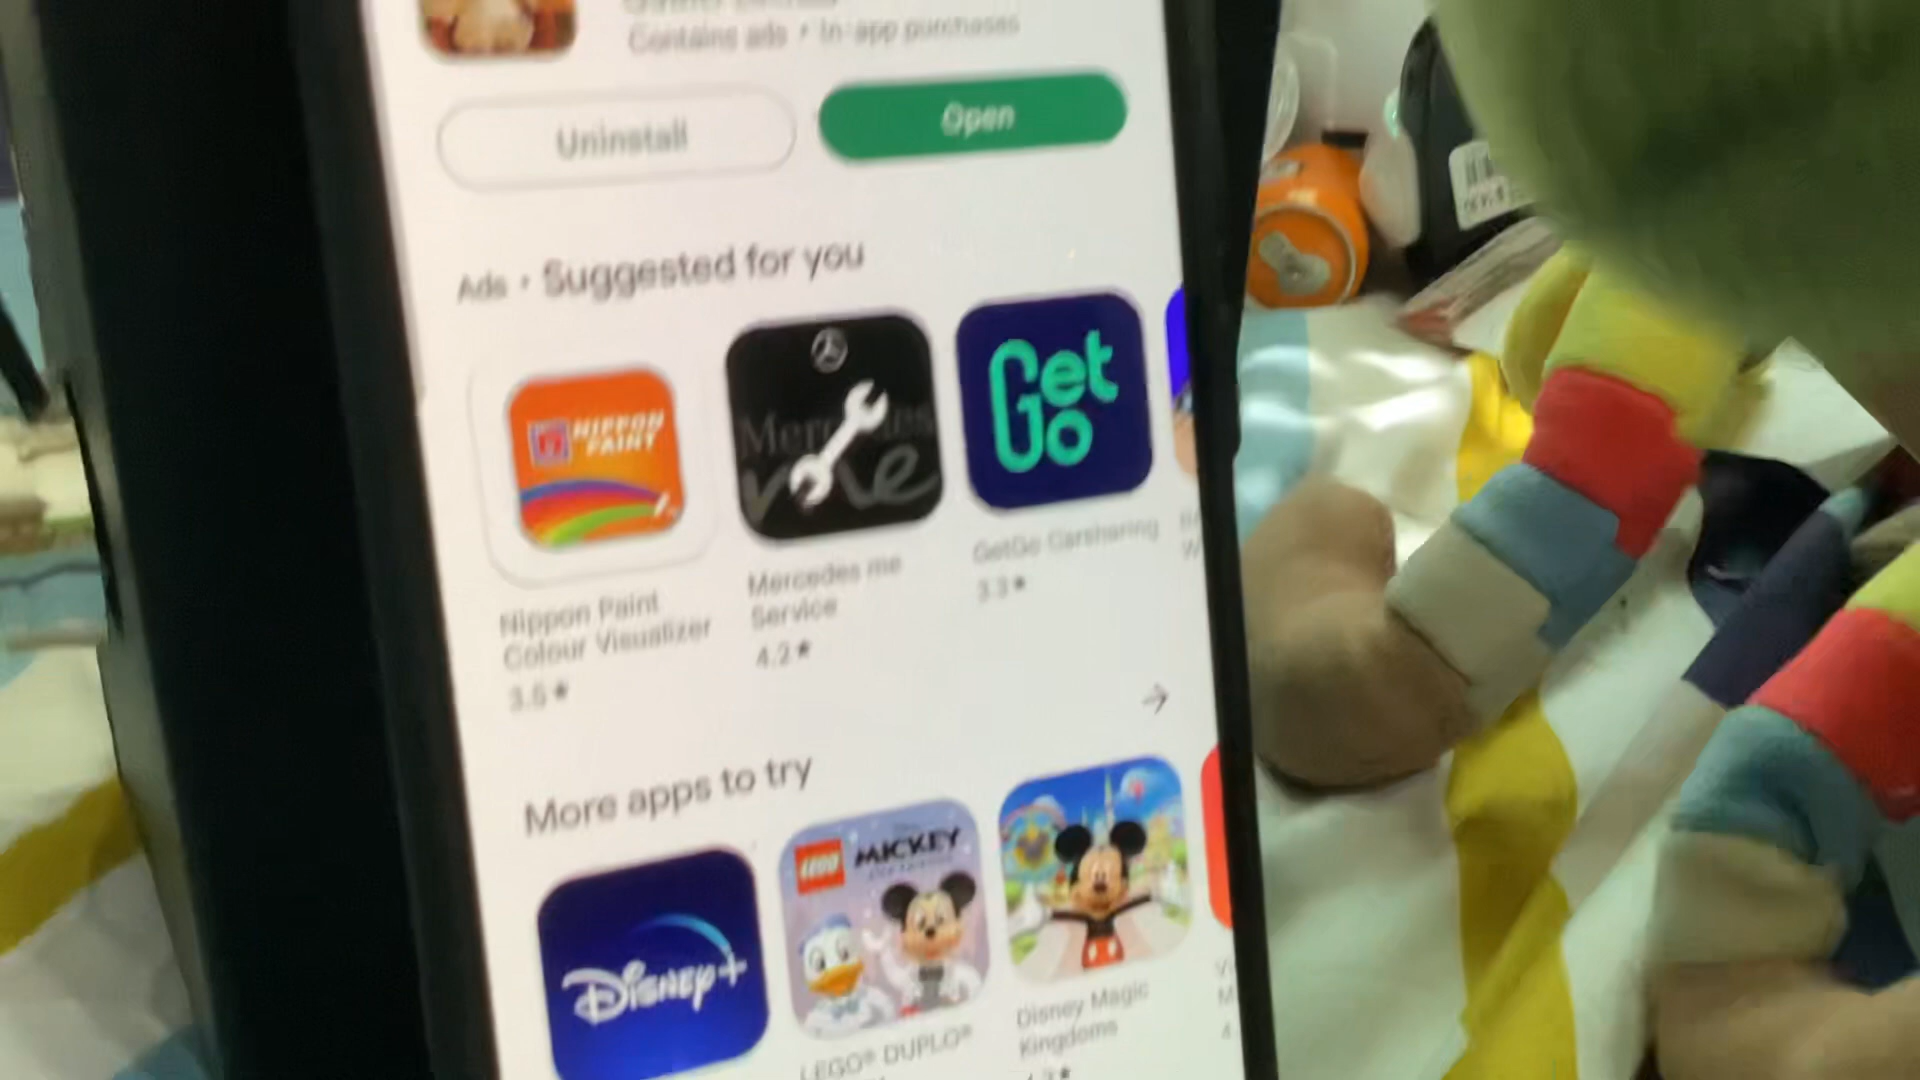 Contains ads • In-app purchases
Uninstall
Open
Ads • Suggested for you
NIPPON
PAINT
Mercedes
me
Get
Go
Nippon Paint
Colour Visualizer
3.5★
Mercedes me
Service
4.2★
GetGo Carsharing
3.3★
→
More apps to try
Disney+
LEGO
MICKEY
LEGO® DUPLO®
Disney Magic
Kingdoms